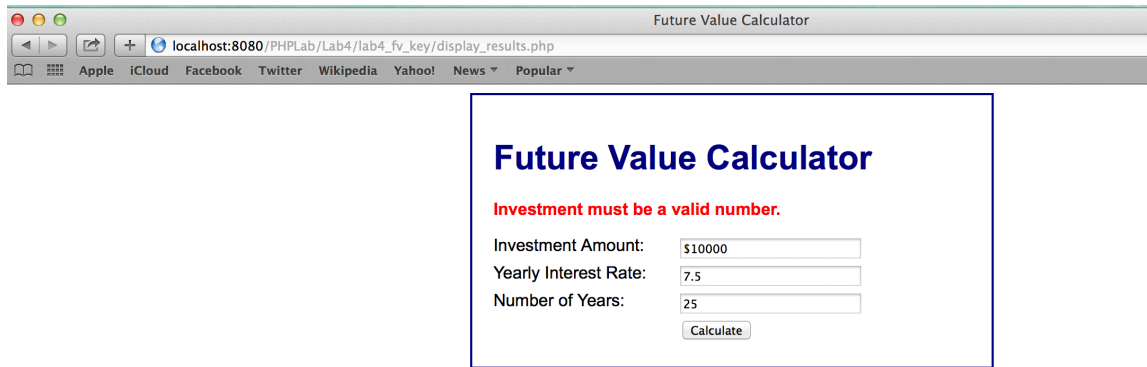 Future Value Calculator
localhost:8080/PHPLab/Lab4/lab4_fv_key/display_results.php
Apple iCloud Facebook Twitter Wikipedia Yahoo! News Popular
Future Value Calculator
Investment must be a valid number.
Investment Amount: $10000
Yearly Interest Rate: 7.5
Number of Years: 25
Calculate